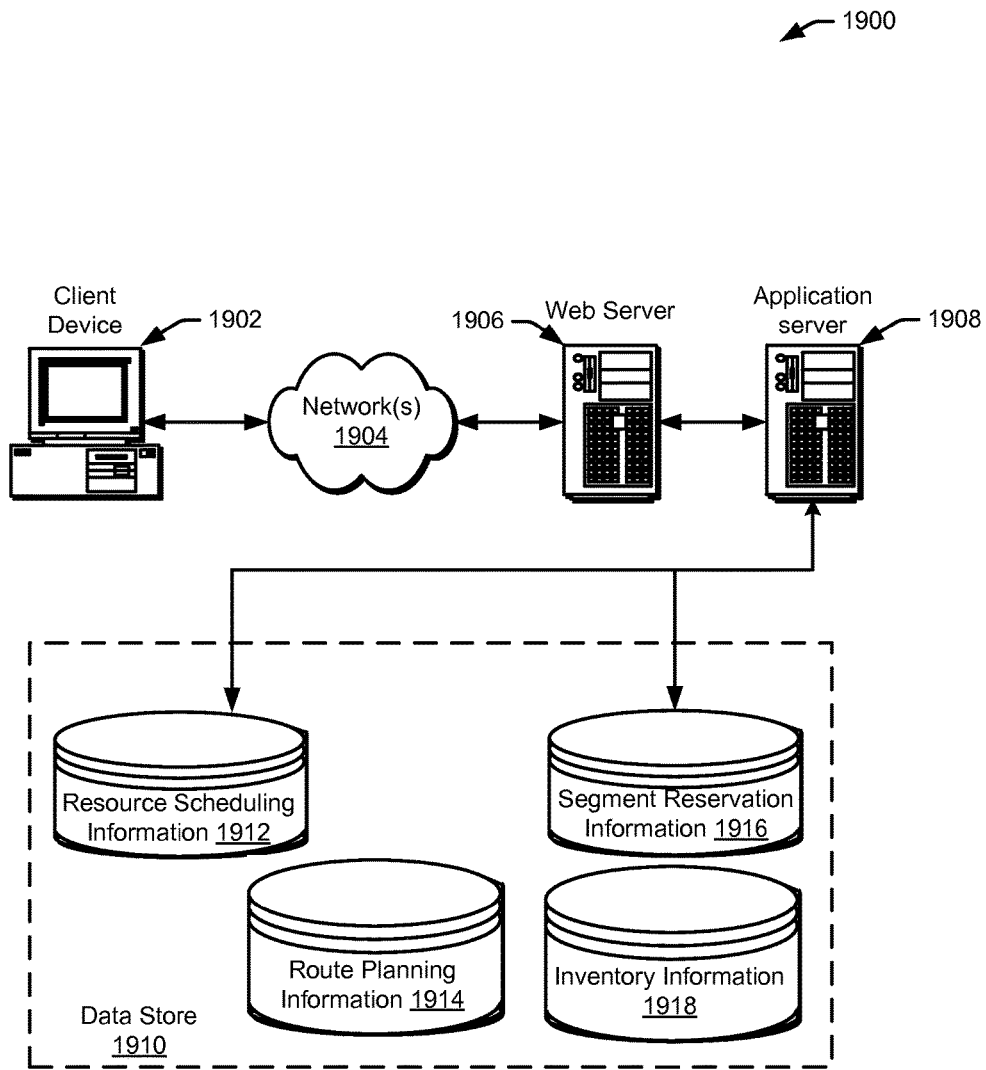 1900
Client
Device
1902
Network(s)
1904
1906
Web Server
Application
server
1908
Resource Scheduling
Information 1912
Segment Reservation
Information 1916
Route Planning
Information 1914
Inventory Information
1918
Data Store
1910